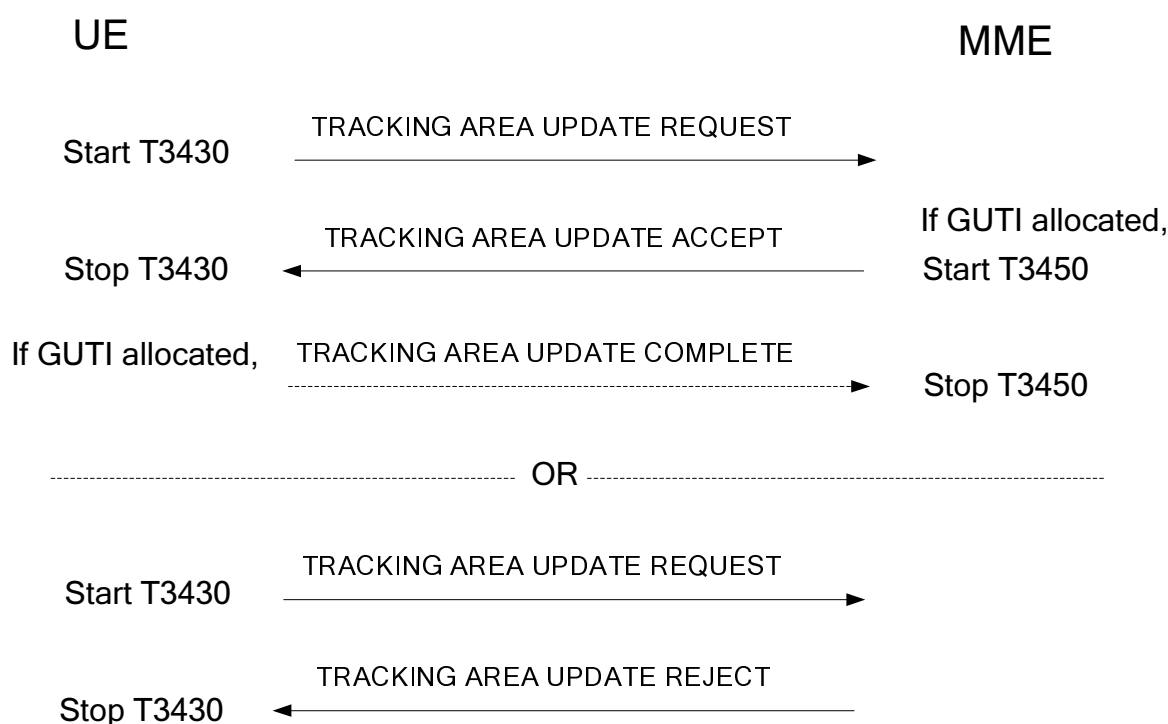 UE
MME
TRACKING AREA UPDATE REQUEST
Start T3430
If GUTI allocated,
TRACKING AREA UPDATE ACCEPT
Stop T3430
Start T3450
If GUTI allocated,
TRACKING AREA UPDATE COMPLETE
Stop T3450
OR
TRACKING AREA UPDATE REQUEST
Start T3430
TRACKING AREA UPDATE REJECT
Stop T3430